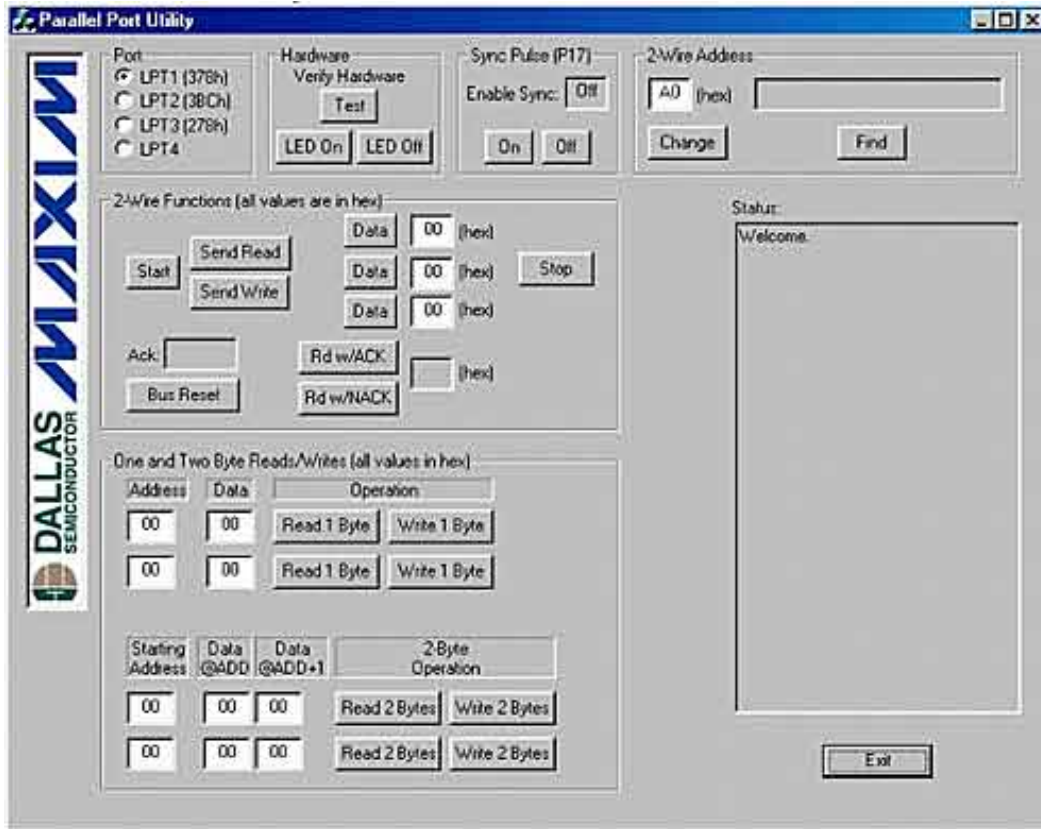 Parallel Port Utility
DALLAS SEMICONDUCTOR MAXIM
Port
LPT1 (378h)
LPT2 (3BCh)
LPT3 (278h)
LPT4
Hardware
Verify Hardware
Test
LED On LED Off
Sync Pulse (P17)
Enable Sync: Off
On Off
2-Wire Address
A0 (hex)
Change Find
2-Wire Functions (all values are in hex)
Start
Send Read
Send Write
Data 00 (hex)
Data 00 (hex)
Data 00 (hex)
Stop
Ack:
Bus Reset
Rd w/ACK
Rd w/NACK
(hex)
Status:
Welcome.
One and Two Byte Reads/Writes (all values in hex)
Address Data Operation
00 00 Read 1 Byte Write 1 Byte
00 00 Read 1 Byte Write 1 Byte
Starting Address Data @ADD Data @ADD+1 2-Byte Operation
00 00 00 Read 2 Bytes Write 2 Bytes
00 00 00 Read 2 Bytes Write 2 Bytes
Exit